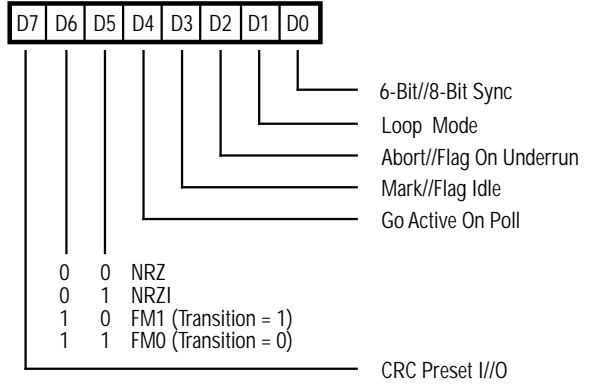 D7 D6 D5 D4 D3 D2 D1 D0
6-Bit//8-Bit Sync
Loop Mode
Abort//Flag On Underrun
Mark//Flag Idle
Go Active On Poll
0 0 NRZ
0 1 NRZI
1 0 FM1 (Transition = 1)
1 1 FM0 (Transition = 0)
CRC Preset I//O